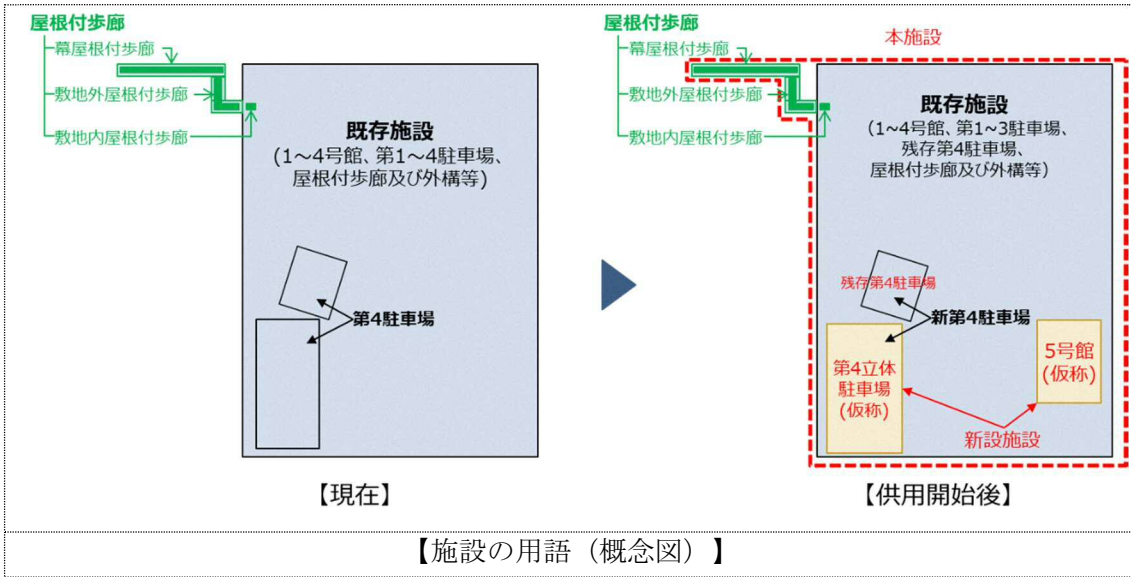 屋根付歩廊
幕屋根付歩廊
敷地外屋根付歩廊
敷地内屋根付歩廊
既存施設
(1～4号館、第1～4駐車場、
屋根付歩廊及び外構等)
第4駐車場
【現在】
屋根付歩廊
幕屋根付歩廊
敷地外屋根付歩廊
敷地内屋根付歩廊
本施設
既存施設
(1~4号館、第1~3駐車場、
残存第4駐車場、
屋根付歩廊及び外構等)
残存第4駐車場
新第4駐車場
第4立体
駐車場
(仮称)
5号館
(仮称)
新設施設
【供用開始後】
【施設の用語（概念図）】